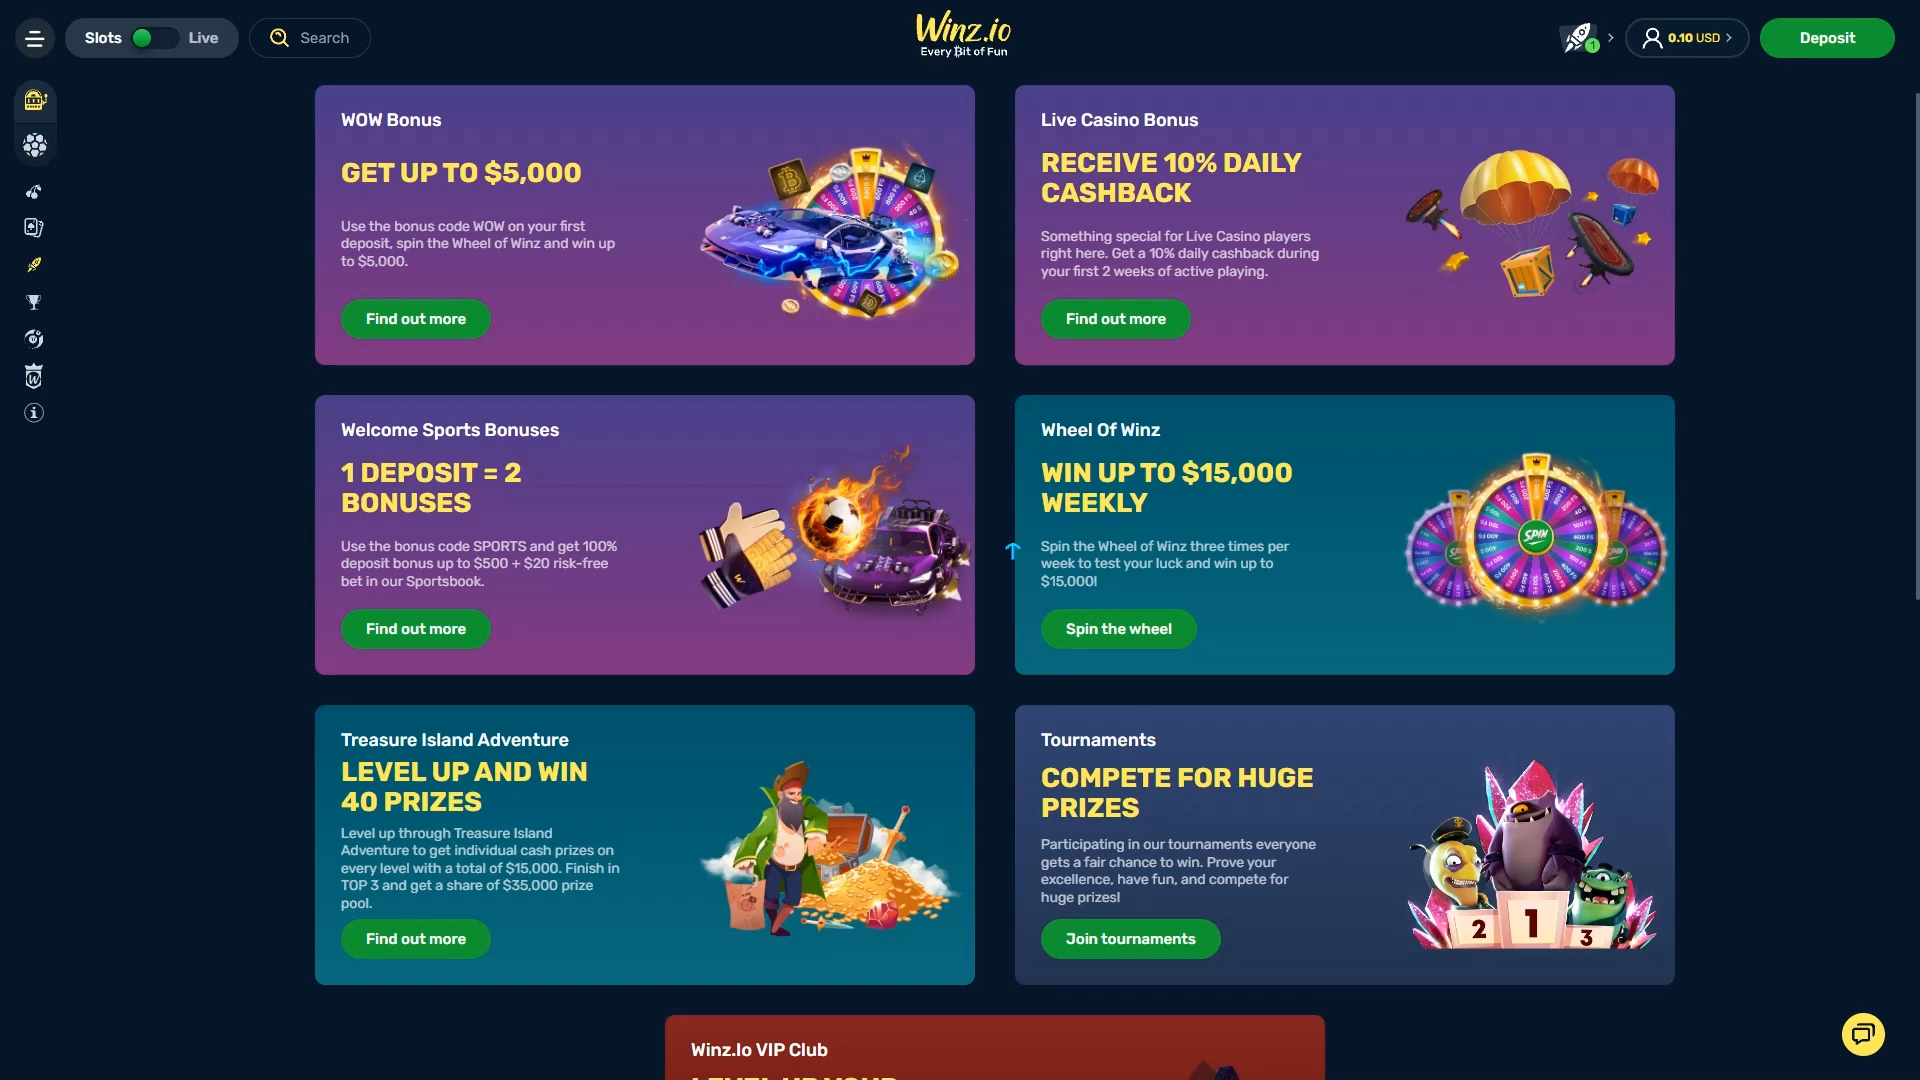 Slots
Live
Search
Winz.io
Every Bit of Fun
1
0.10 USD
Deposit
WOW Bonus
GET UP TO $5,000
Use the bonus code WOW on your first
deposit, spin the Wheel of Winz and win up
to $5,000.
Find out more
Live Casino Bonus
RECEIVE 10% DAILY
CASHBACK
Something special for Live Casino players
right here. Get a 10% daily cashback during
your first 2 weeks of active playing.
Find out more
Welcome Sports Bonuses
1 DEPOSIT = 2
BONUSES
Use the bonus code SPORTS and get 100%
deposit bonus up to $500 + $20 risk-free
bet in our Sportsbook.
Find out more
Wheel Of Winz
WIN UP TO $15,000
WEEKLY
Spin the Wheel of Winz three times per
week to test your luck and win up to
$15,000!
Spin the wheel
SPIN
Treasure Island Adventure
LEVEL UP AND WIN
40 PRIZES
Level up through Treasure Island
Adventure to get individual cash prizes on
every level with a total of $15,000. Finish in
TOP 3 and get a share of $35,000 prize
pool.
Find out more
Tournaments
COMPETE FOR HUGE
PRIZES
Participating in our tournaments everyone
gets a fair chance to win. Prove your
excellence, have fun, and compete for
huge prizes!
Join tournaments
2 1 3
Winz.Io VIP Club
LEVEL UP YOUR